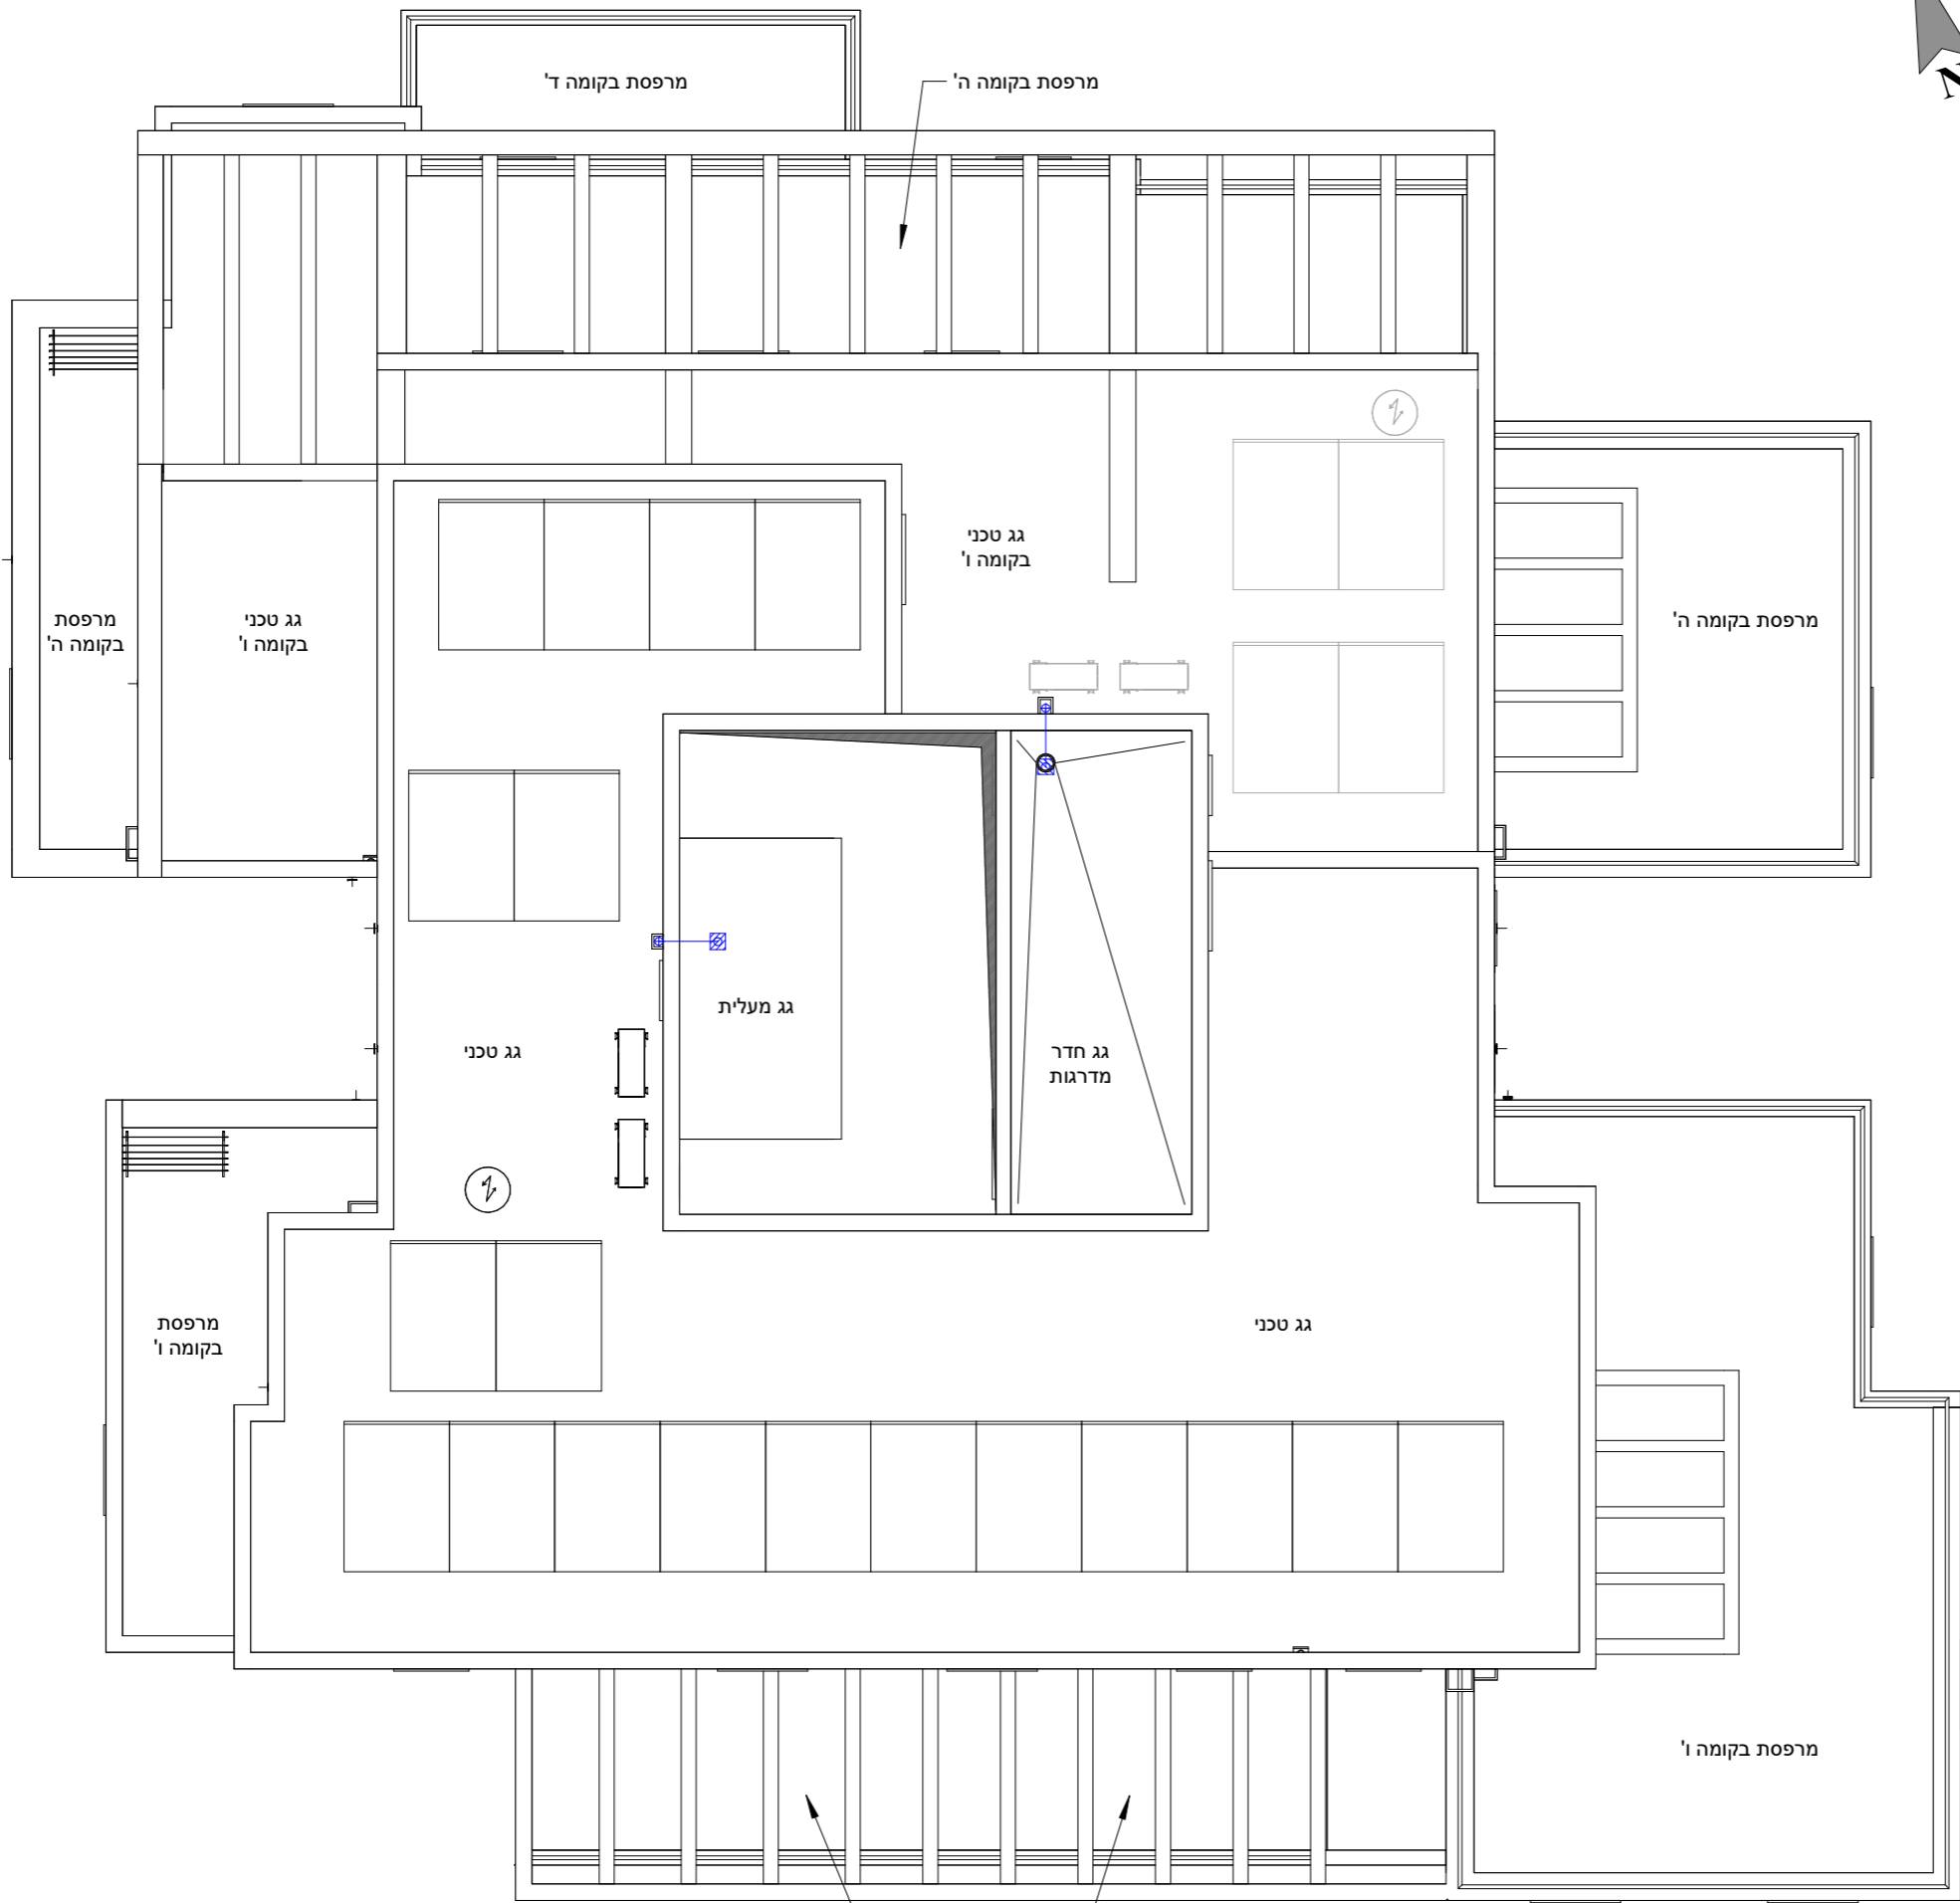 מרפסת בקומה ד'
מרפסת בקומה ה'
N
גג טכני
בקומה ו'
מרפסת
בקומה ה'
גג טכני
בקומה ו'
מרפסת בקומה ה'
גג מעלית
גג טכני
גג חדר
מדרגות
מרפסת
בקומה ו'
גג טכני
מרפסת בקומה ו'